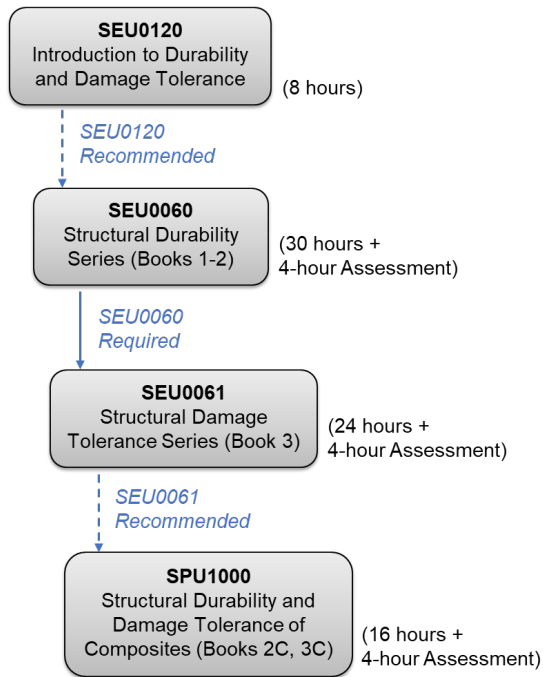 SEU0120
Introduction to Durability
and Damage Tolerance
(8 hours)
SEU0120
Recommended
SEU0060
Structural Durability
Series (Books 1-2)
(30 hours +
4-hour Assessment)
SEU0060
Required
SEU0061
Structural Damage
Tolerance Series (Book 3)
(24 hours +
4-hour Assessment)
SEU0061
Recommended
SPU1000
Structural Durability and
Damage Tolerance of
Composites (Books 2C, 3C)
(16 hours +
4-hour Assessment)